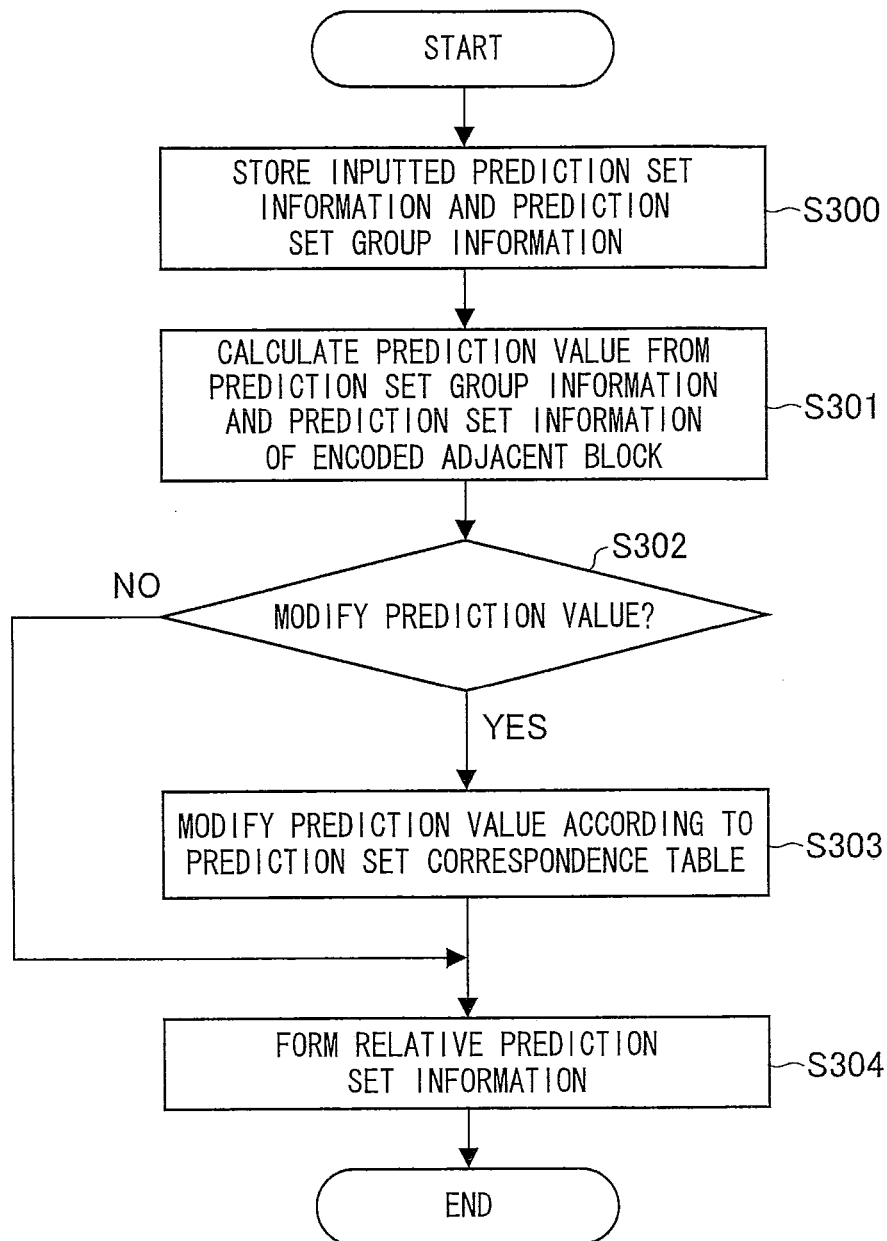 START
STORE INPUTTED PREDICTION SET
INFORMATION AND PREDICTION
SET GROUP INFORMATION
S300
CALCULATE PREDICTION VALUE FROM
PREDICTION SET GROUP INFORMATION
AND PREDICTION SET INFORMATION
OF ENCODED ADJACENT BLOCK
S301
S302
NO
MODIFY PREDICTION VALUE?
YES
MODIFY PREDICTION VALUE ACCORDING TO
PREDICTION SET CORRESPONDENCE TABLE
S303
FORM RELATIVE PREDICTION
SET INFORMATION
S304
END